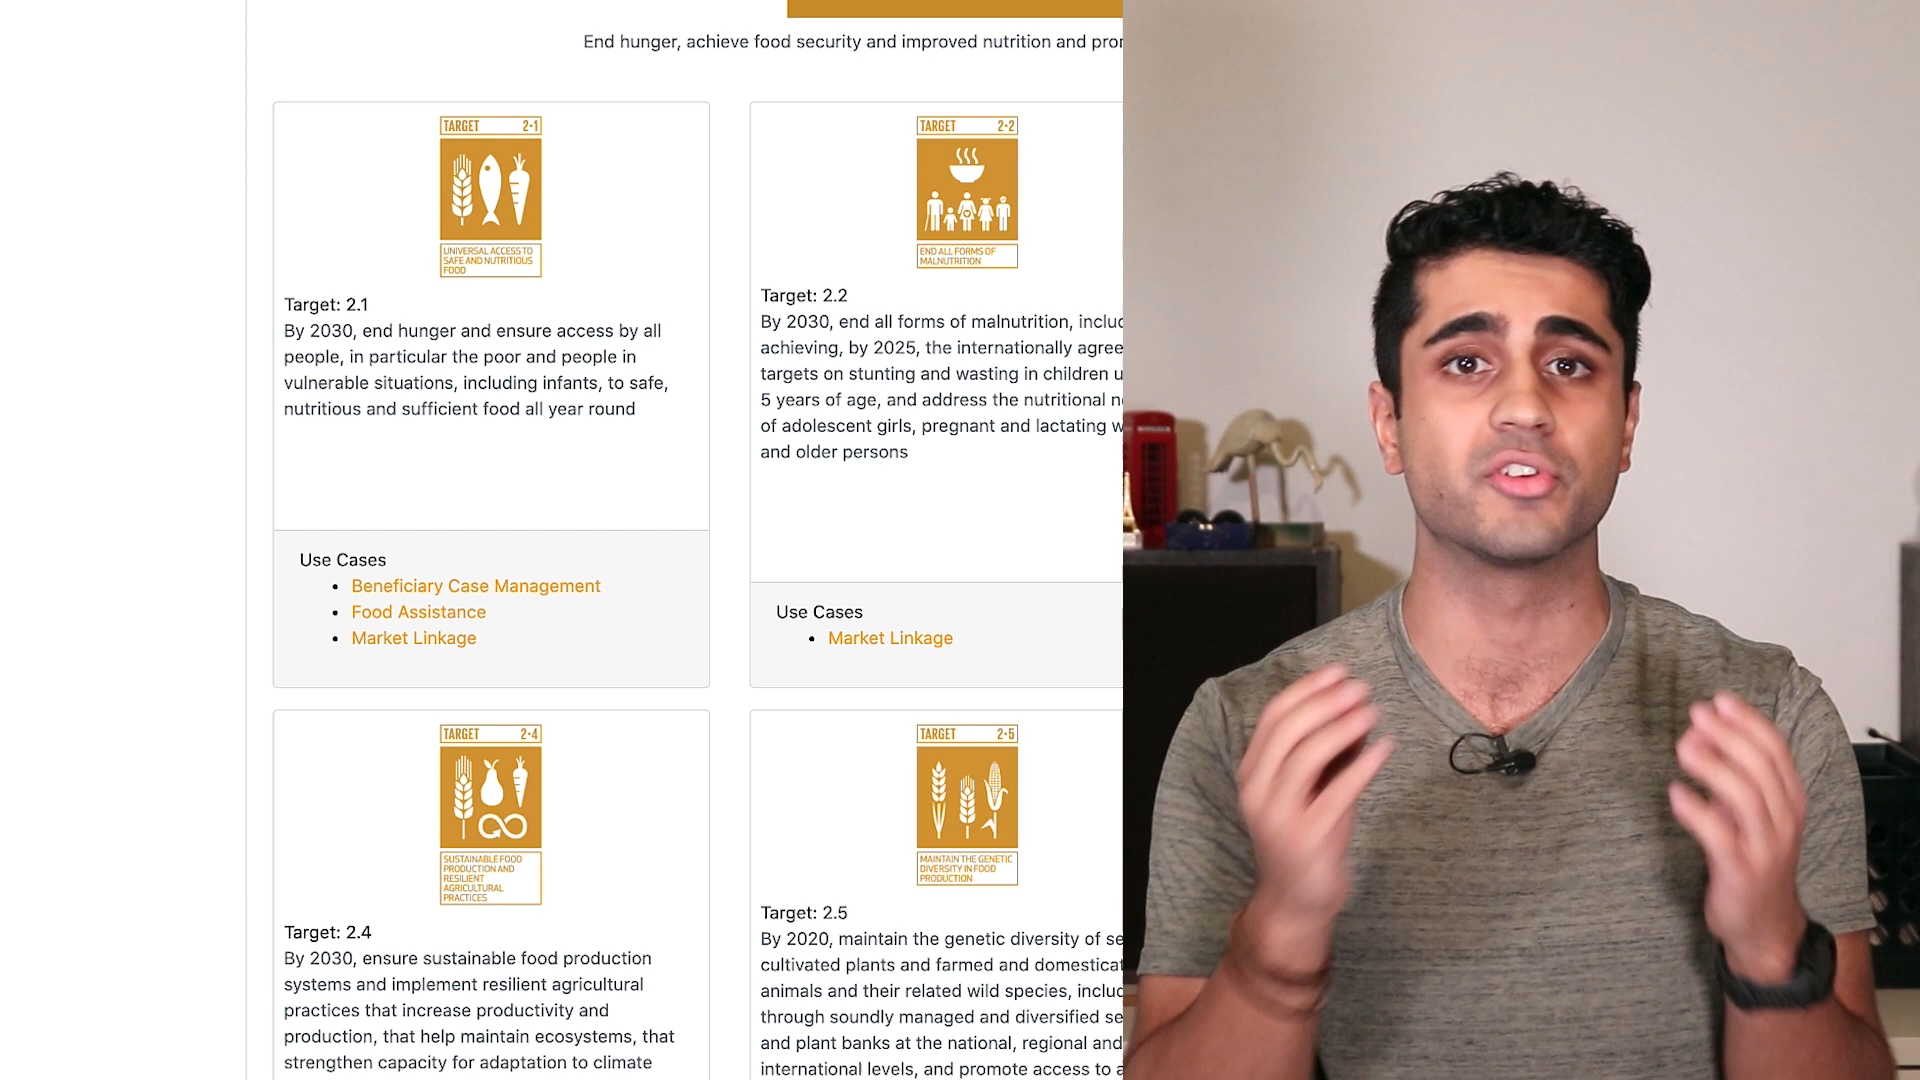 End hunger, achieve food security and improved nutrition and
TARGET 2·1
UNIVERSAL ACCESS TO
SAFE AND NUTRITIOUS
FOOD
Target: 2.1
By 2030, end hunger and ensure access by all
people, in particular the poor and people in
vulnerable situations, including infants, to safe,
nutritious and sufficient food all year round
Use Cases
• Beneficiary Case Management
• Food Assistance
• Market Linkage
TARGET 2·2
END ALL FORMS OF
MALNUTRITION
Target: 2.2
By 2030, end all forms of malnutrition,
achieving, by 2025, the internationally
targets on stunting and wasting in children
5 years of age, and address the nutritional
of adolescent girls, pregnant and lactating
and older persons
Use Cases
• Market Linkage
TARGET 2·4
SUSTAINABLE FOOD
PRODUCTION AND
RESILIENT
AGRICULTURAL
PRACTICES
Target: 2.4
By 2030, ensure sustainable food production
systems and implement resilient agricultural
practices that increase productivity and
production, that help maintain ecosystems, that
strengthen capacity for adaptation to climate
TARGET 2·5
MAINTAIN THE GENETIC
DIVERSITY IN FOOD
PRODUCTION
Target: 2.5
By 2020, maintain the genetic diversity of
cultivated plants and farmed and
animals and their related wild species,
through soundly managed and diversified
and plant banks at the national, regional and
international levels, and promote access to